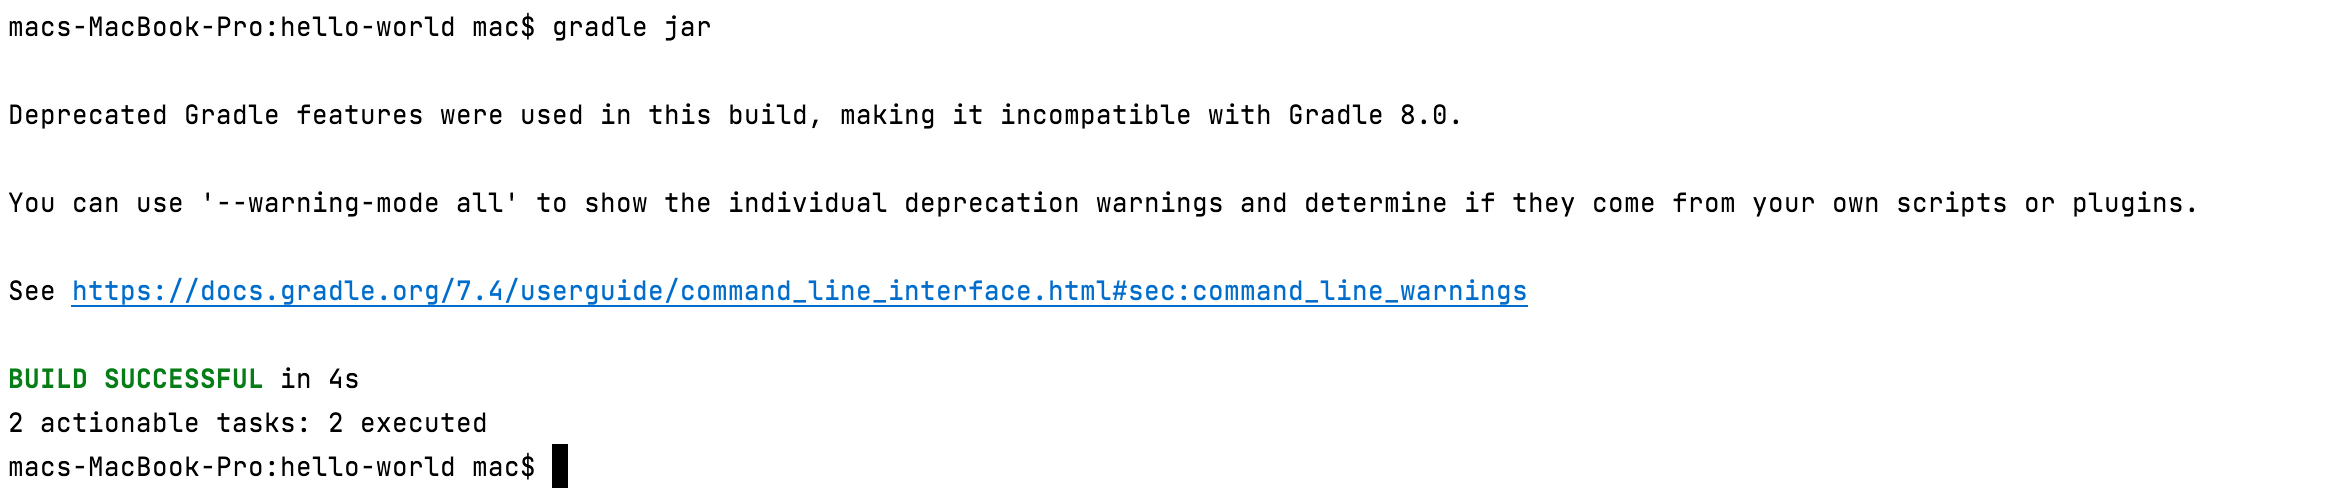 macs-MacBook-Pro:hello-world mac$ gradle jar
Deprecated Gradle features were used in this build, making it incompatible with Gradle 8.0.
You can use '--warning-mode all' to show the individual deprecation warnings and determine if they come from your own scripts or plugins.
See https://docs.gradle.org/7.4/userguide/command_line_interface.html#sec:command_line_warnings
BUILD SUCCESSFUL in 4s
2 actionable tasks: 2 executed
macs-MacBook-Pro:hello-world mac$